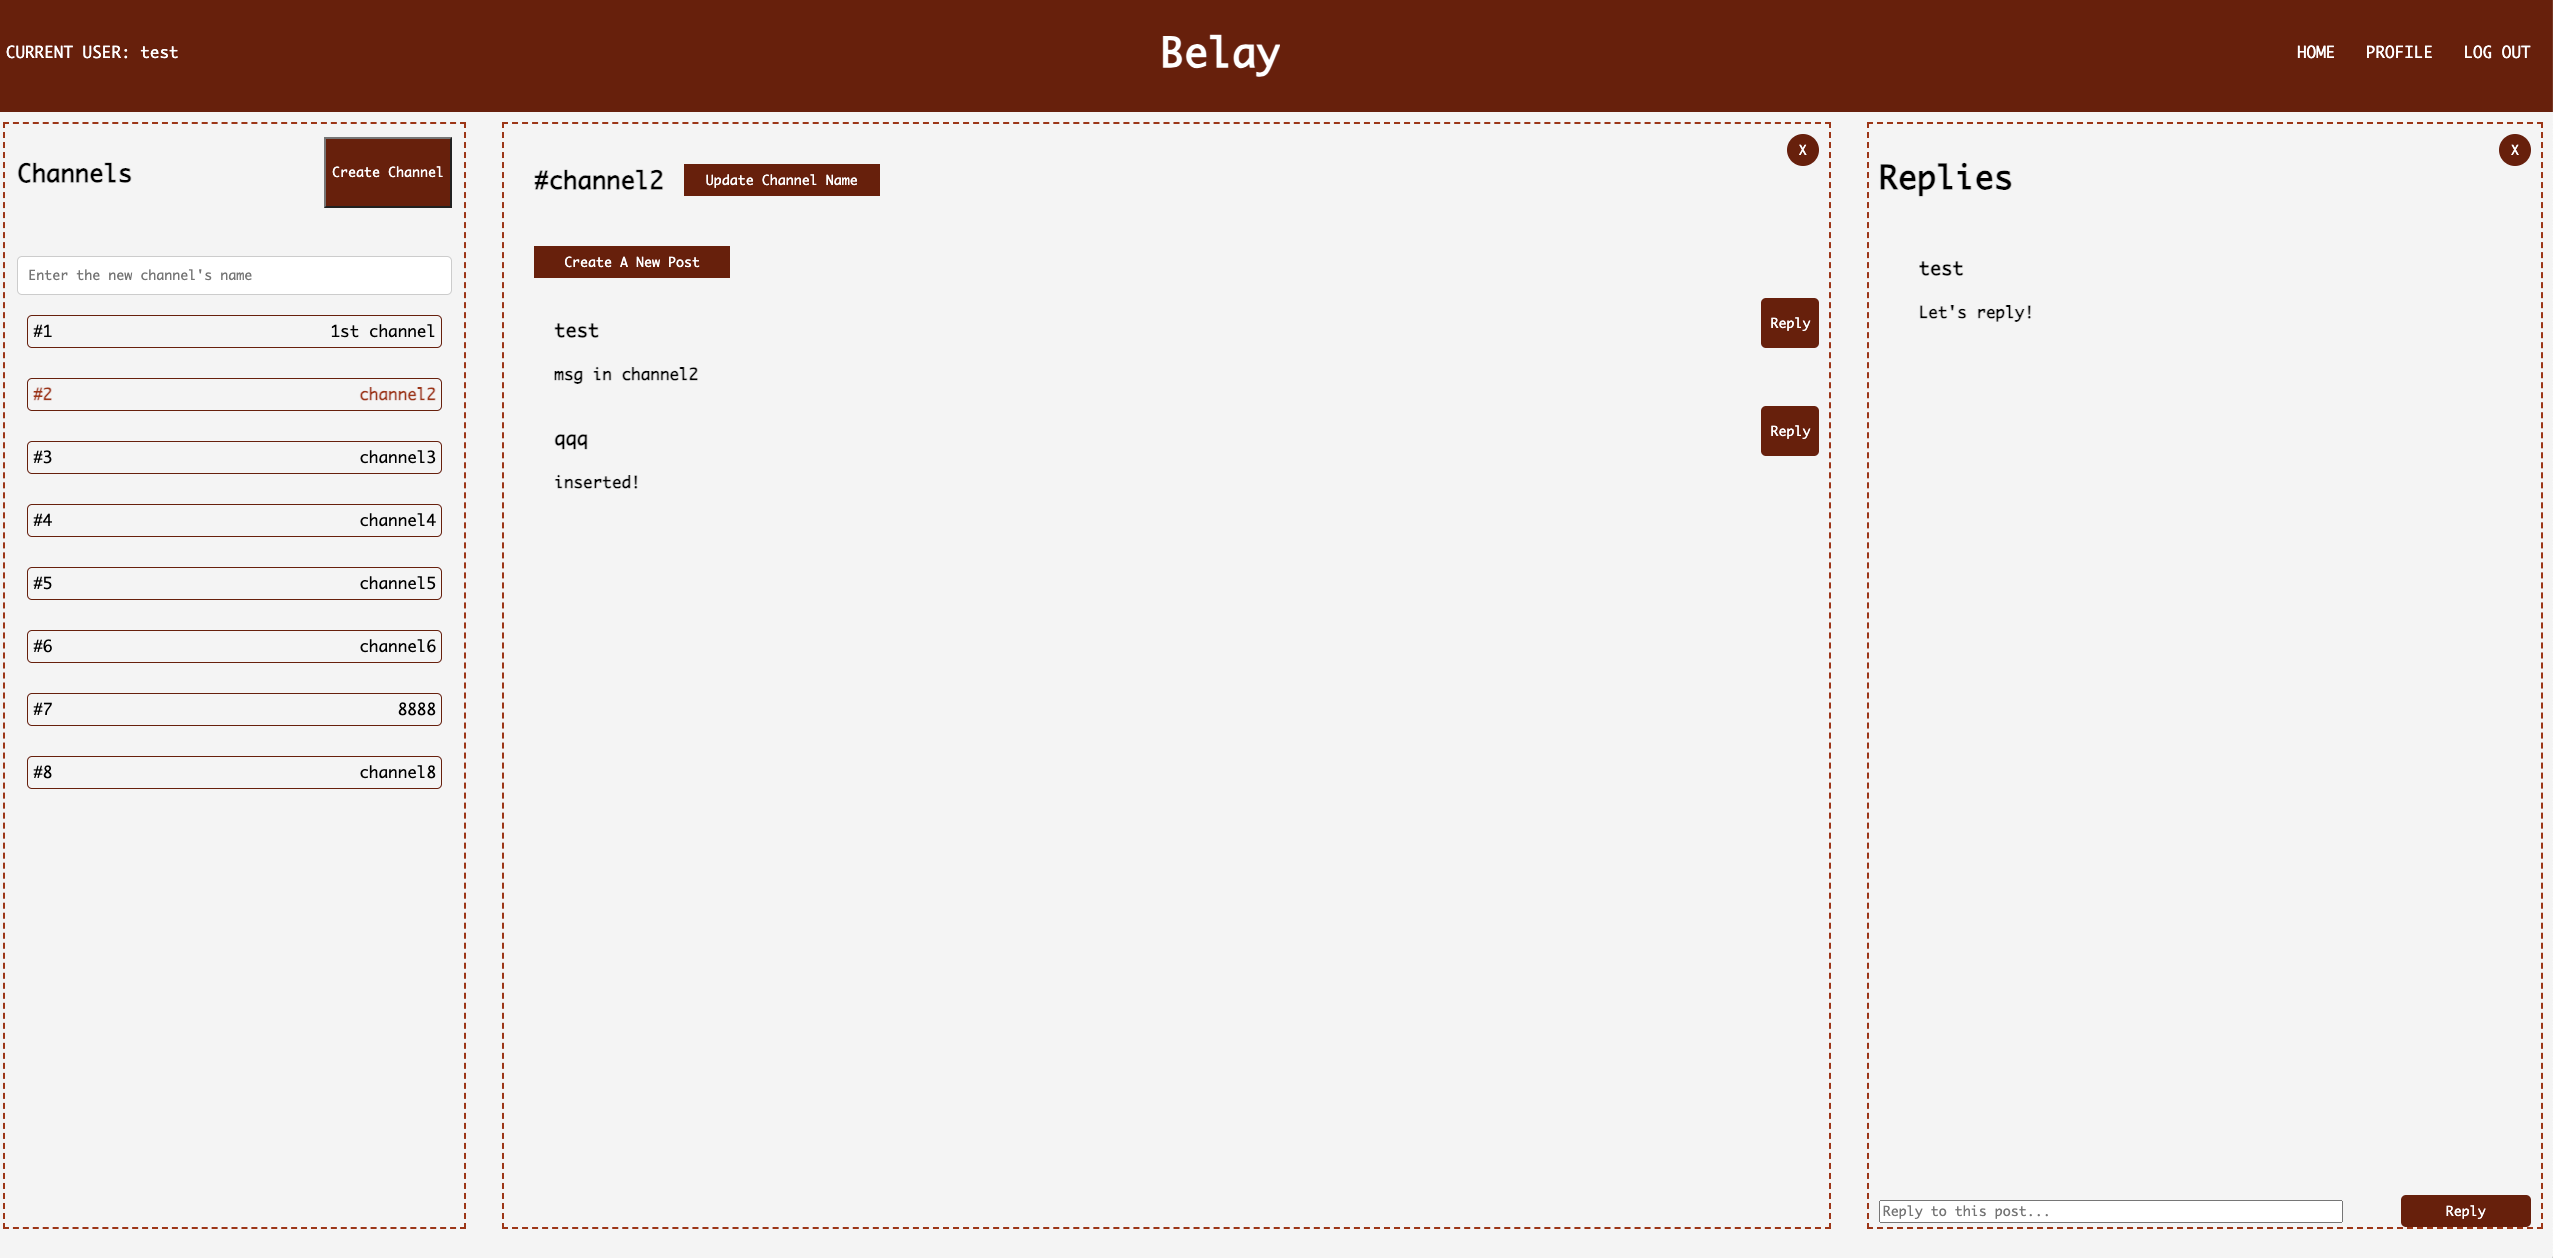 CURRENT USER: test
Belay
HOME PROFILE LOG OUT
Channels
Create Channel
Enter the new channel's name
#1 1st channel
#2 channel2
#3 channel3
#4 channel4
#5 channel5
#6 channel6
#7 8888
#8 channel8
X
#channel2
Update Channel Name
Create A New Post
test
Reply
msg in channel2
qqq
Reply
inserted!
X
Replies
test
Let's reply!
Reply to this post...
Reply